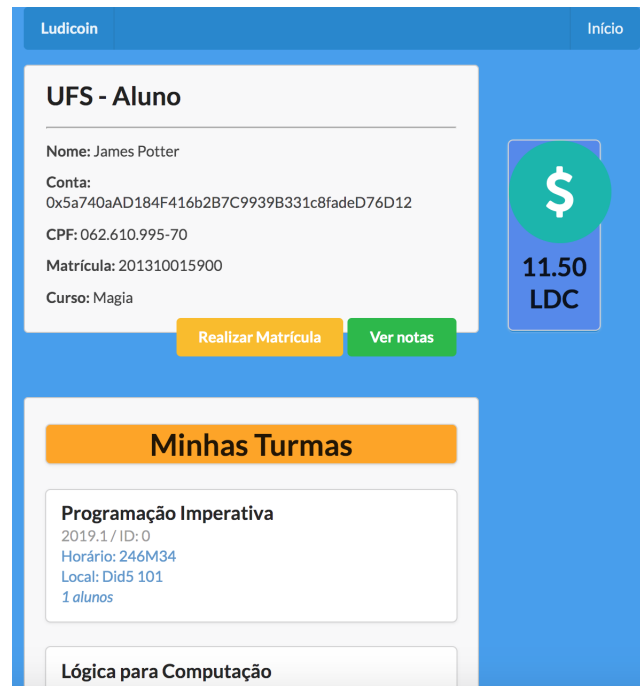 Ludicoin
Início
UFS - Aluno
Nome: James Potter
Conta:
0x5a740aAD184F416b2B7C9939B331c8fadeD76D12
CPF: 062.610.995-70
Matrícula: 201310015900
Curso: Magia
Realizar Matrícula
Ver notas
$
11.50
LDC
Minhas Turmas
Programação Imperativa
2019.1 / ID: 0
Horário: 246M34
Local: Did5 101
1 alunos
Lógica para Computação